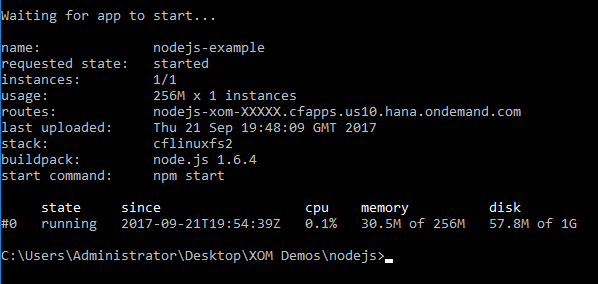 Waiting for app to start...
name: nodejs-example
requested state: started
instances: 1/1
usage: 256M x 1 instances
routes: nodejs-xom-XXXXX.cfapps.us10.hana.ondemand.com
last uploaded: Thu 21 Sep 19:48:09 GMT 2017
stack: cflinuxfs2
buildpack: node.js 1.6.4
start command: npm start
state since cpu memory disk
#0 running 2017-09-21T19:54:39Z 0.1% 30.5M of 256M 57.8M of 1G
C:\Users\Administrator\Desktop\XOM Demos\nodejs>